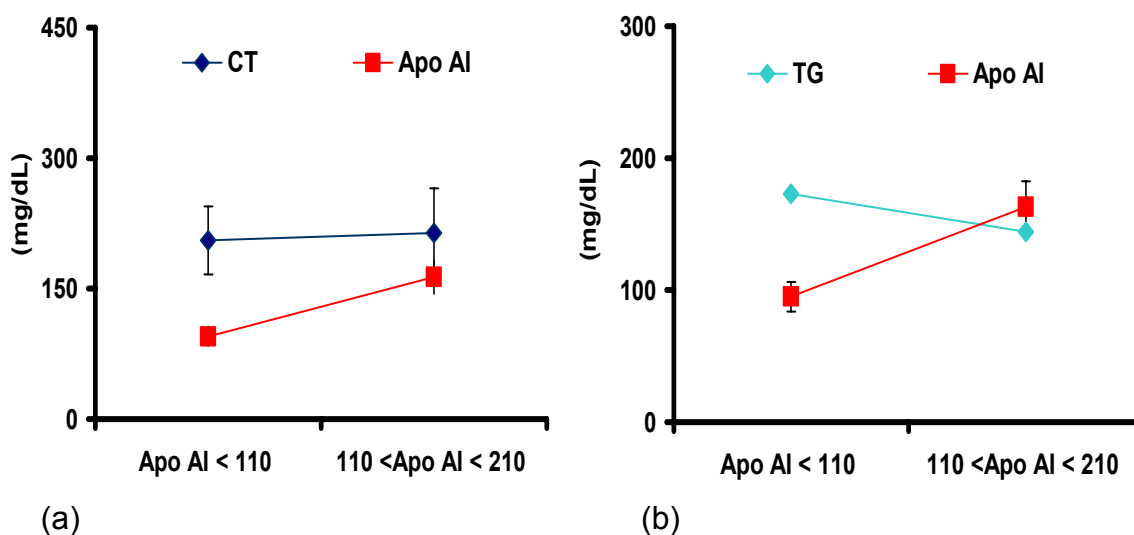 450
300
150
0
(mg/dL)
CT
Apo AI
Apo AI < 110
110 <Apo AI < 210
(a)
300
200
100
0
(mg/dL)
TG
Apo AI
Apo AI < 110
110 <Apo AI < 210
(b)